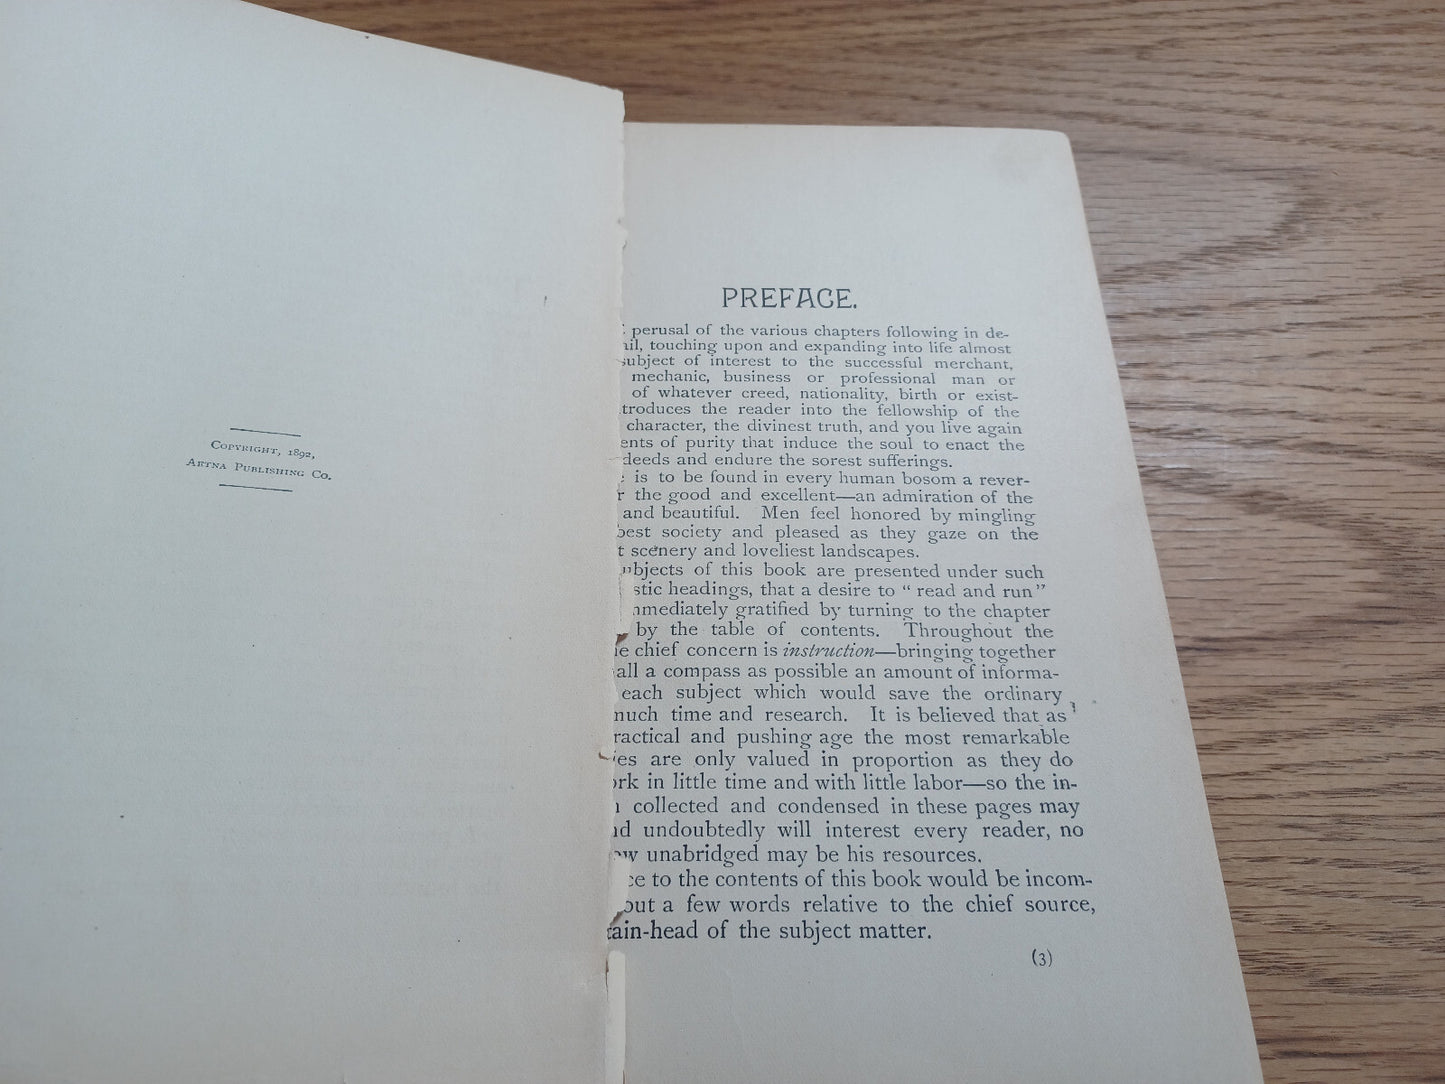 COPYRIGHT, 1892,
AETNA PUBLISHING CO.
PREFACE.
perusal of the various chapters following in de-
ail, touching upon and expanding into life almost
subject of interest to the successful merchant,
mechanic, business or professional man or
of whatever creed, nationality, birth or exist-
troduces the reader into the fellowship of the
character, the divinest truth, and you live again
ents of purity that induce the soul to enact the
deeds and endure the sorest sufferings.
is to be found in every human bosom a rever-
r the good and excellent—an admiration of the
and beautiful. Men feel honored by mingling
best society and pleased as they gaze on the
t scenery and loveliest landscapes.
ubjects of this book are presented under such
stic headings, that a desire to “read and run”
mmediately gratified by turning to the chapter
by the table of contents. Throughout the
e chief concern is instruction—bringing together
all a compass as possible an amount of informa-
each subject which would save the ordinary
much time and research. It is believed that as
ractical and pushing age the most remarkable
es are only valued in proportion as they do
rk in little time and with little labor—so the in-
n collected and condensed in these pages may
nd undoubtedly will interest every reader, no
ow unabridged may be his resources.
ce to the contents of this book would be incom-
out a few words relative to the chief source,
tain-head of the subject matter.
(3)